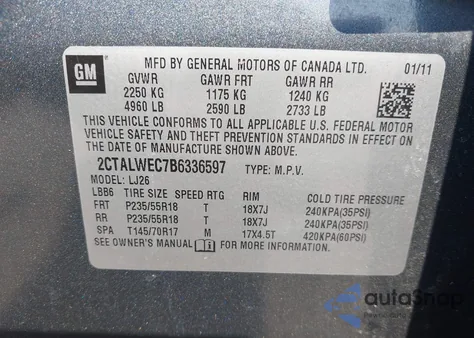 GM
MFD BY GENERAL MOTORS OF CANADA LTD. 01/11
GVWR GAWR FRT GAWR RR
2250 KG 1175 KG 1240 KG
4960 LB 2590 LB 2733 LB
THIS VEHICLE CONFORMS TO ALL APPLICABLE U.S. FEDERAL MOTOR
VEHICLE SAFETY AND THEFT PREVENTION STANDARDS IN EFFECT ON
THE DATE OF MANUFACTURE SHOWN ABOVE.
2CTALWEC7B6336597 TYPE: M.P.V.
MODEL: LJ26
LBB6 TIRE SIZE SPEED RTG RIM COLD TIRE PRESSURE
FRT P235/55R18 T 18X7J 240KPA(35PSI)
RR P235/55R18 T 18X7J 240KPA(35PSI)
SPA T145/70R17 M 17X4.5T 420KPA(60PSI)
SEE OWNER'S MANUAL FOR MORE INFORMATION.
auta3nap